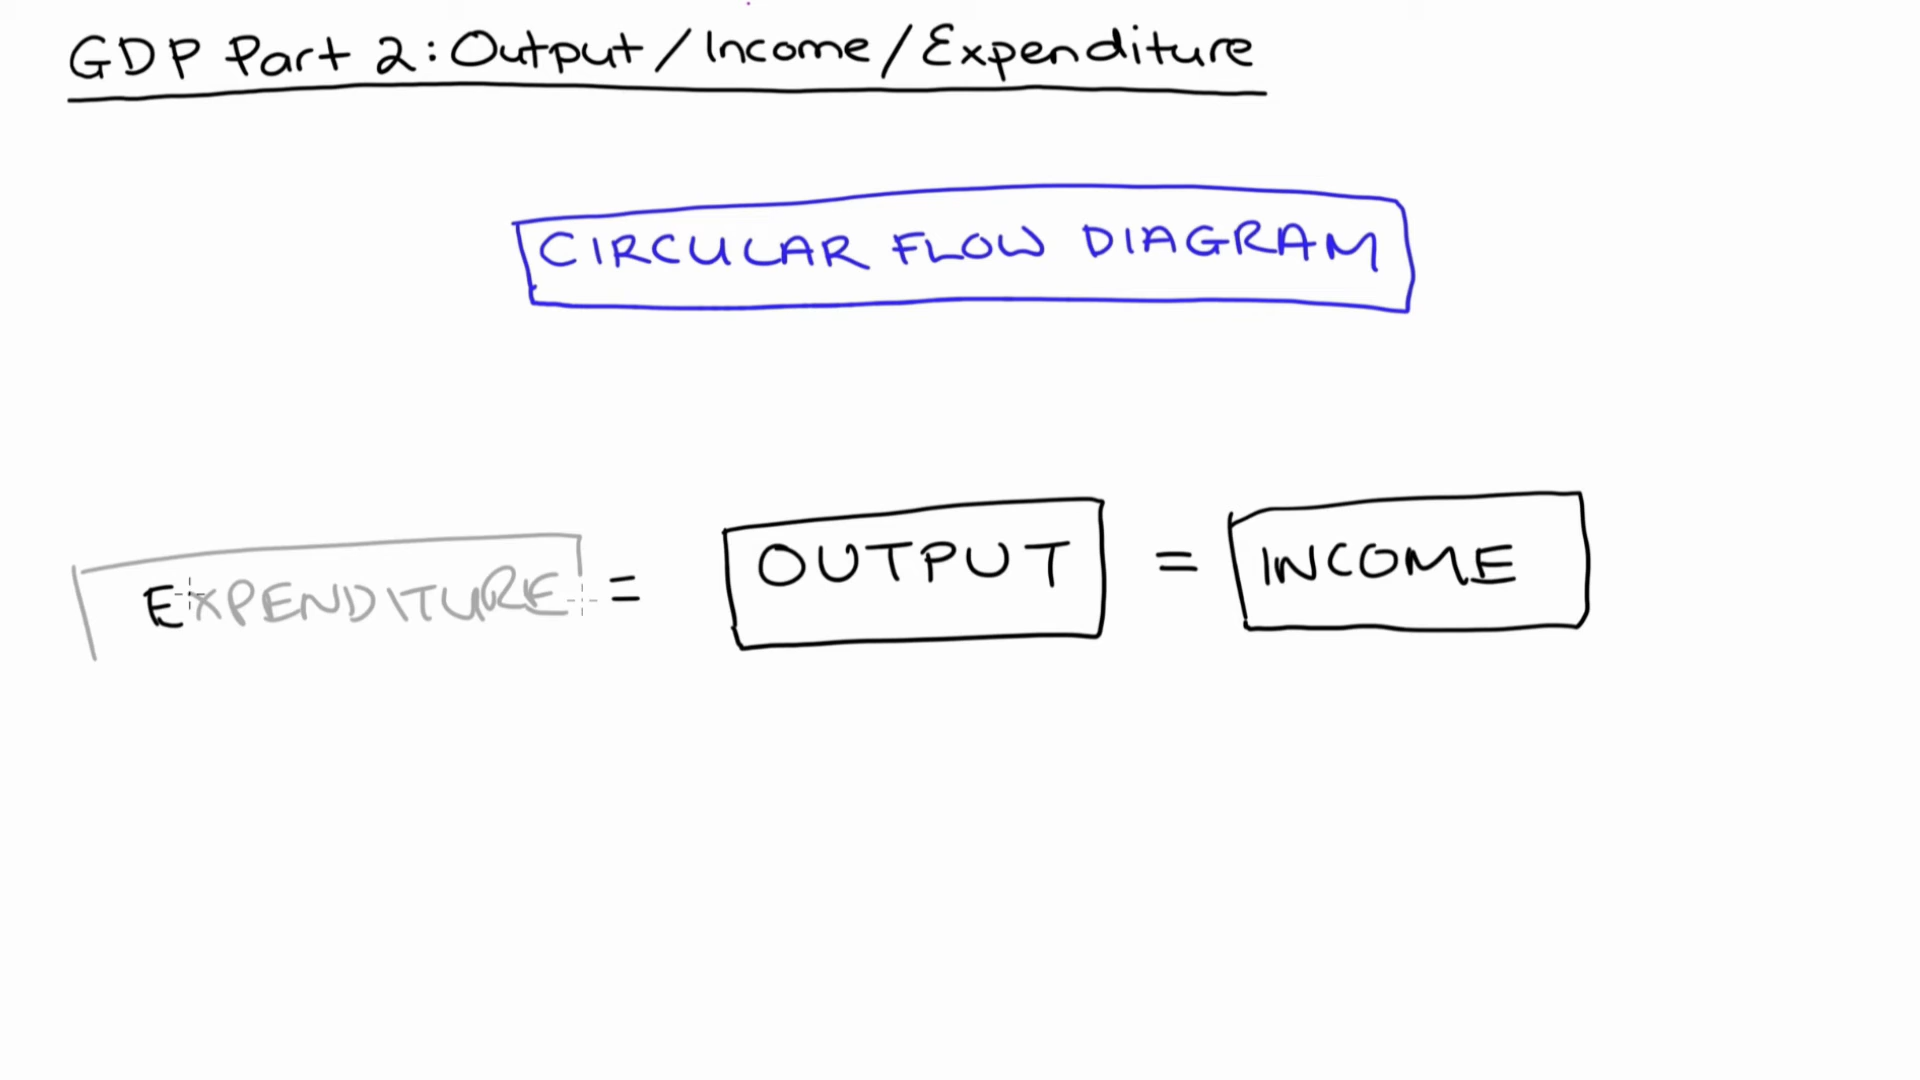 GDP Part 2: Output/Income/Expenditure
CIRCULAR FLOW DIAGRAM
EXPENDITURE = OUTPUT = INCOME